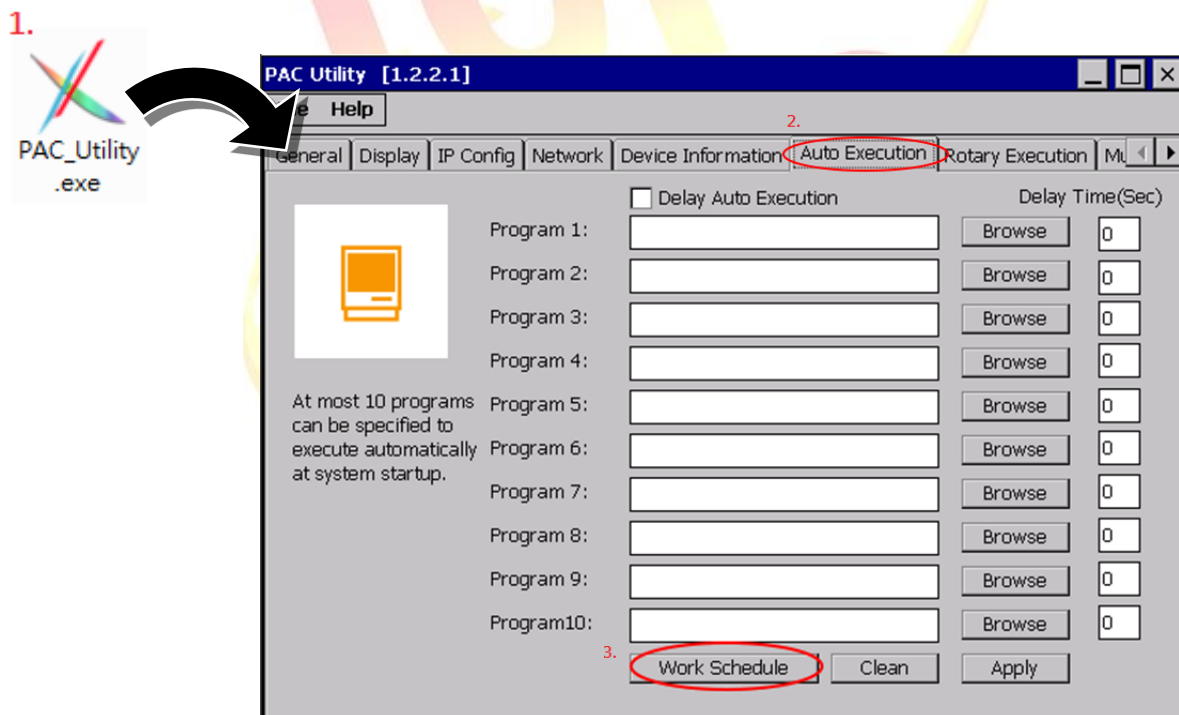 1.
PAC_Utility
.exe
PAC Utility [1.2.2.1]
Help
2.
General Display IP Config Network Device Information Auto Execution Rotary Execution
Delay Auto Execution Delay Time(Sec)
Program 1: Browse 0
Program 2: Browse 0
Program 3: Browse 0
Program 4: Browse 0
At most 10 programs
can be specified to
execute automatically
at system startup.
Program 5: Browse 0
Program 6: Browse 0
Program 7: Browse 0
Program 8: Browse 0
Program 9: Browse 0
Program10: Browse 0
3.
Work Schedule Clean Apply